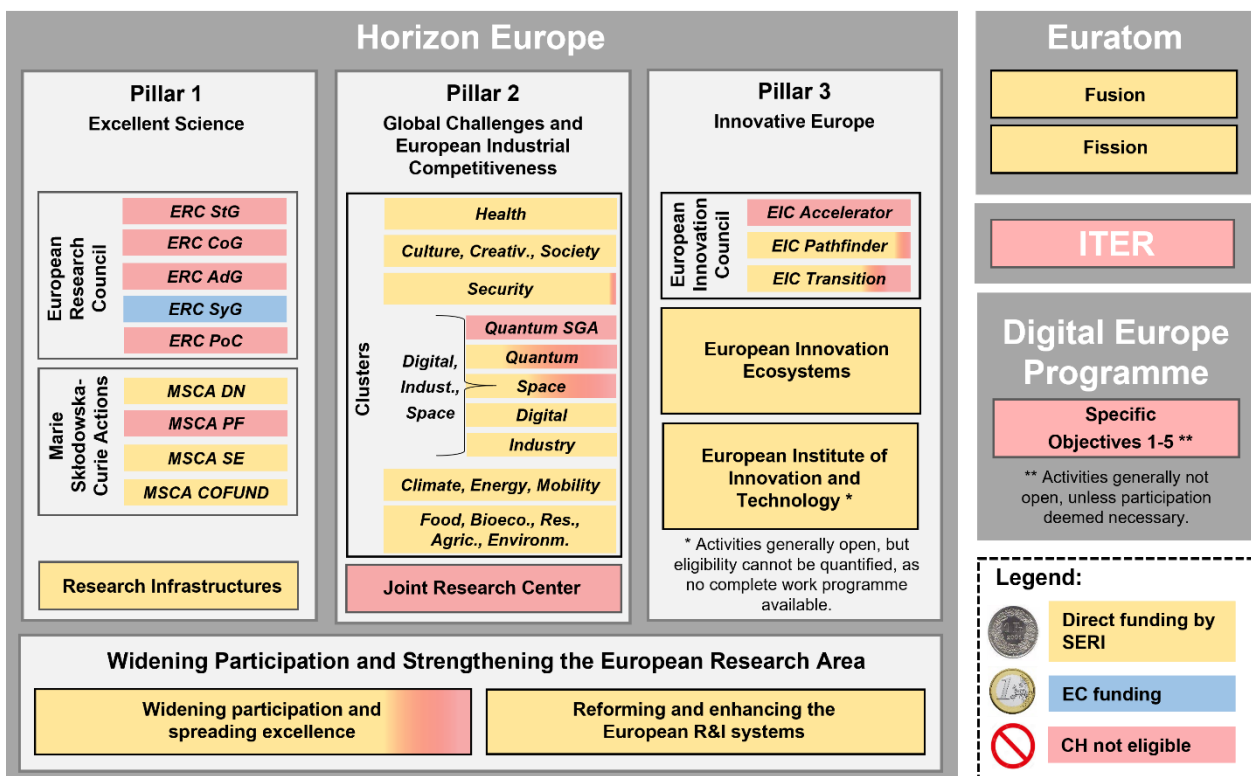 Horizon Europe
Pillar 1
Excellent Science
European
Research
Council
ERC StG
ERC CoG
ERC AdG
ERC SyG
ERC PoC
Marie
Skłodowska-
Curie Actions
MSCA DN
MSCA PF
MSCA SE
MSCA COFUND
Research Infrastructures
Pillar 2
Global Challenges and
European Industrial
Competitiveness
Clusters
Health
Culture, Creativ., Society
Security
Digital,
Indust.,
Space
Quantum SGA
Quantum
Space
Digital
Industry
Climate, Energy, Mobility
Food, Bioeco., Res.,
Agric., Environm.
Joint Research Center
Pillar 3
Innovative Europe
European
Innovation
Council
EIC Accelerator
EIC Pathfinder
EIC Transition
European Innovation
Ecosystems
European Institute of
Innovation and
Technology *
* Activities generally open, but
eligibility cannot be quantified, as
no complete work programme
available.
Widening Participation and Strengthening the European Research Area
Widening participation and
spreading excellence
Reforming and enhancing the
European R&I systems
Euratom
Fusion
Fission
ITER
Digital Europe
Programme
Specific
Objectives 1-5 **
** Activities generally not
open, unless participation
deemed necessary.
Legend:
Direct funding by
SERI
EC funding
CH not eligible